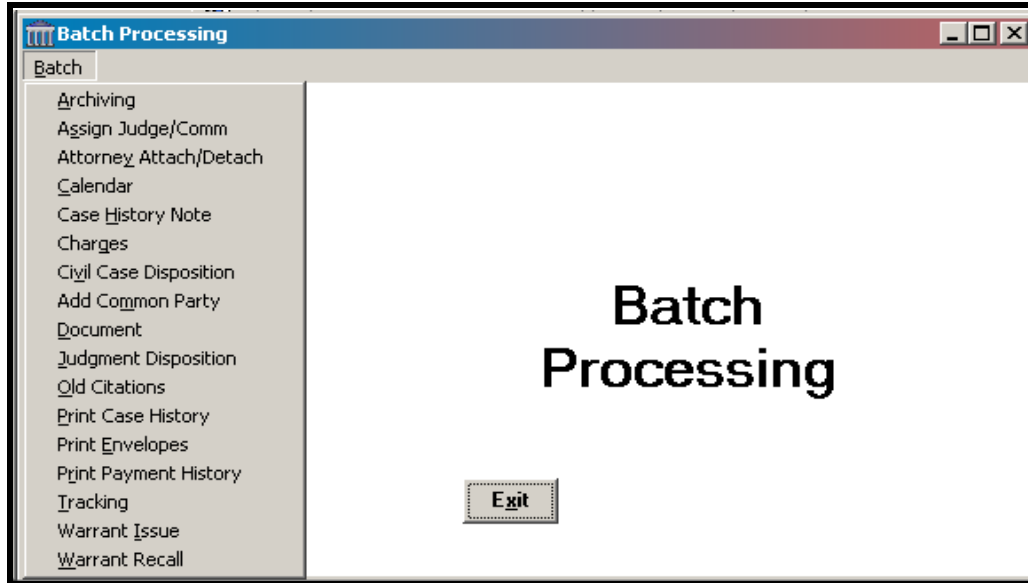 Batch Processing
Batch
Archiving
Assign Judge/Comm
Attorney Attach/Detach
Calendar
Case History Note
Charges
Civil Case Disposition
Add Common Party
Document
Judgment Disposition
Old Citations
Print Case History
Print Envelopes
Print Payment History
Tracking
Warrant Issue
Warrant Recall
Batch
Processing
Exit